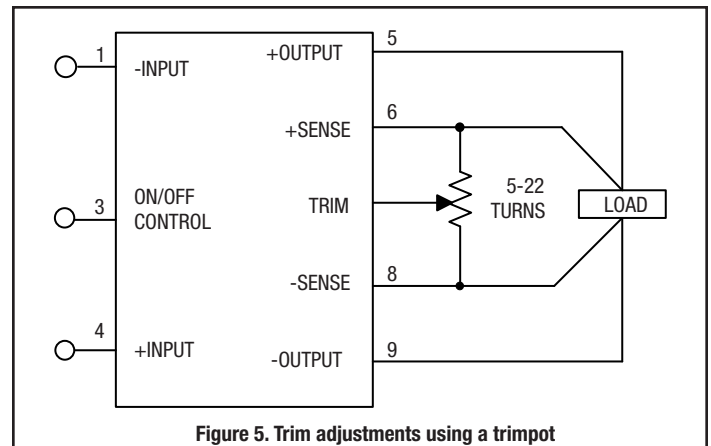 1
-INPUT
+OUTPUT
5
6
+SENSE
3
ON/OFF
CONTROL
TRIM
5-22
TURNS
LOAD
-SENSE
8
4
+INPUT
-OUTPUT
9
Figure 5. Trim adjustments using a trimpot